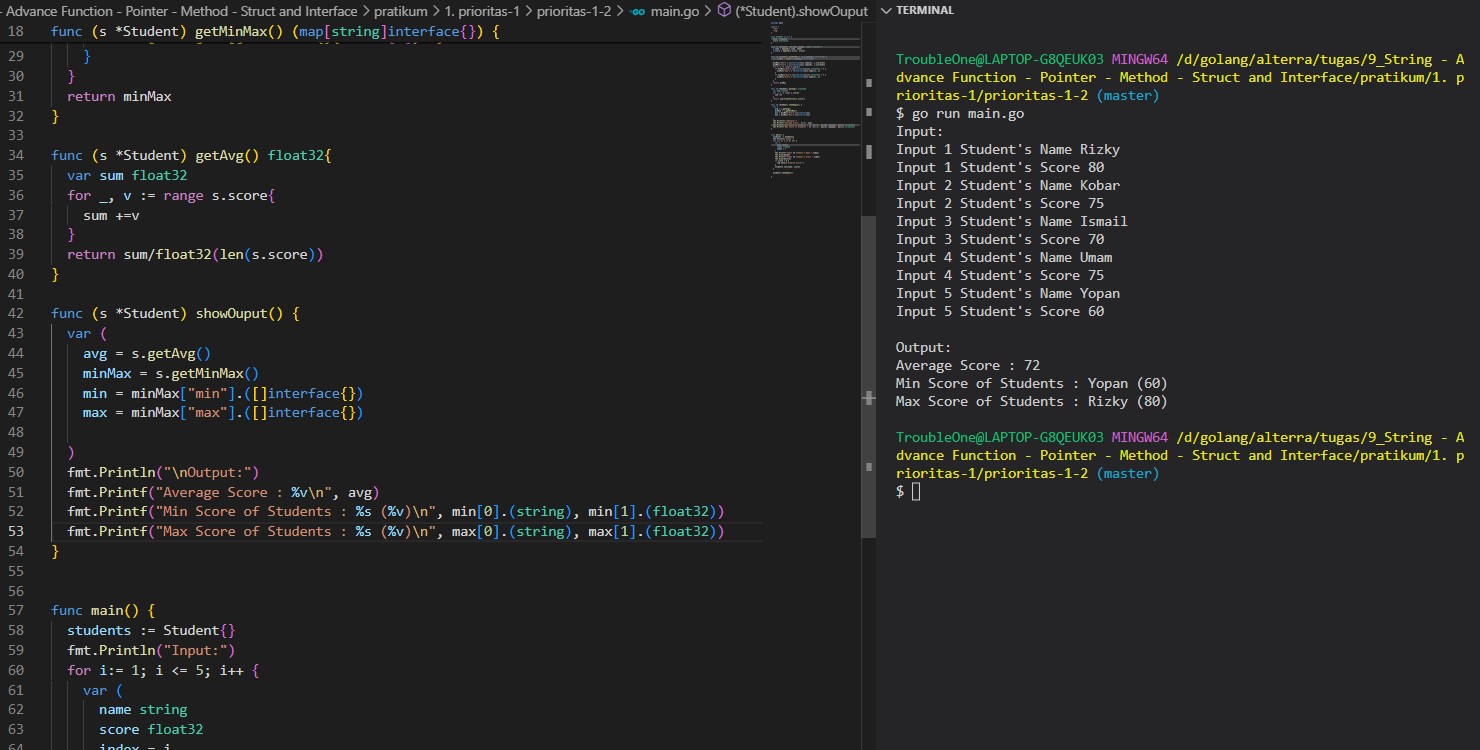 - Advance Function - Pointer - Method - Struct and Interface > pratikum > 1. prioritas-1 > prioritas-1-2 > GO main.go > (*Student).showOuput
18 func (s *Student) getMinMax() (map[string]interface{}) {
29 }
30 }
31 return minMax
32 }
33
34 func (s *Student) getAvg() float32{
35 var sum float32
36 for _, v := range s.score{
37 sum +=v
38 }
39 return sum/float32(len(s.score))
40 }
41
42 func (s *Student) showOuput() {
43 var (
44 avg = s.getAvg()
45 minMax = s.getMinMax()
46 min = minMax["min"].([]interface{})
47 max = minMax["max"].([]interface{})
48
49 )
50 fmt.Println("\nOutput:")
51 fmt.Printf("Average Score : %v\n", avg)
52 fmt.Printf("Min Score of Students : %s (%v)\n", min[0].(string), min[1].(float32))
53 fmt.Printf("Max Score of Students : %s (%v)\n", max[0].(string), max[1].(float32))
54 }
55
56
57 func main() {
58 students := Student{}
59 fmt.Println("Input:")
60 for i:= 1; i <= 5; i++ {
61 var (
62 name string
63 score float32
64 index = i
TERMINAL
TroubleOne@LAPTOP-G8QEUK03 MINGW64 /d/golang/alterra/tugas/9_String - A
dvance Function - Pointer - Method - Struct and Interface/pratikum/1. p
rioritas-1/prioritas-1-2 (master)
$ go run main.go
Input:
Input 1 Student's Name Rizky
Input 1 Student's Score 80
Input 2 Student's Name Kobar
Input 2 Student's Score 75
Input 3 Student's Name Ismail
Input 3 Student's Score 70
Input 4 Student's Name Umam
Input 4 Student's Score 75
Input 5 Student's Name Yopan
Input 5 Student's Score 60
Output:
Average Score : 72
Min Score of Students : Yopan (60)
Max Score of Students : Rizky (80)
TroubleOne@LAPTOP-G8QEUK03 MINGW64 /d/golang/alterra/tugas/9_String - A
dvance Function - Pointer - Method - Struct and Interface/pratikum/1. p
rioritas-1/prioritas-1-2 (master)
$